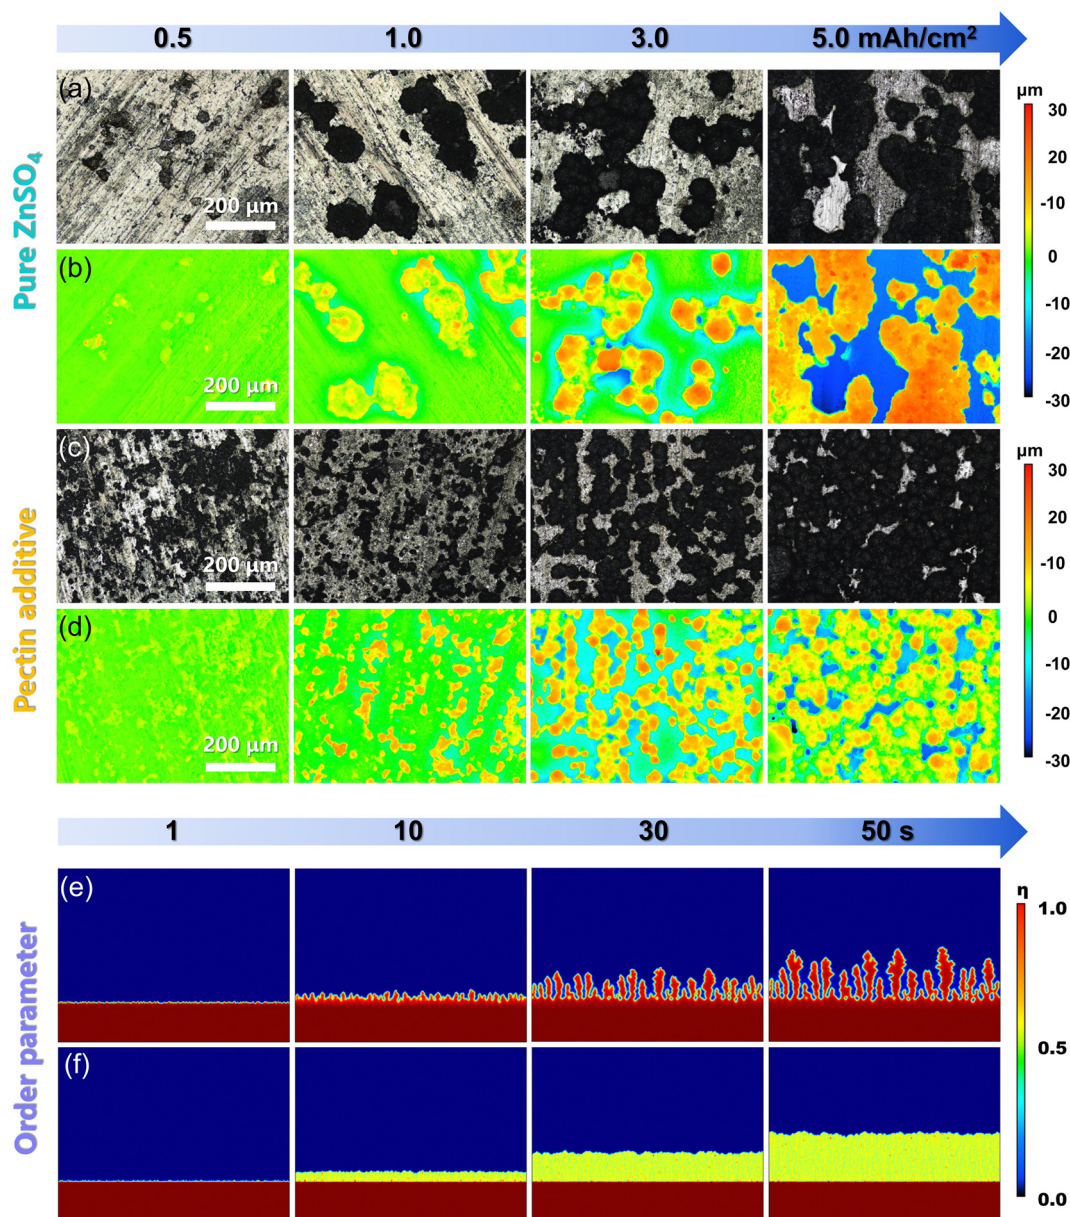 0.5 1.0 3.0 5.0 mAh/cm²
Pure ZnSO₄
(a)
200 μm
μm
30
20
-10
0
-10
-20
-30
(b)
200 μm
Pectin additive
(c)
200 μm
μm
30
20
-10
0
-10
-20
-30
(d)
200 μm
1 10 30 50 s
Order parameter
(e)
η
1.0
0.5
0.0
(f)